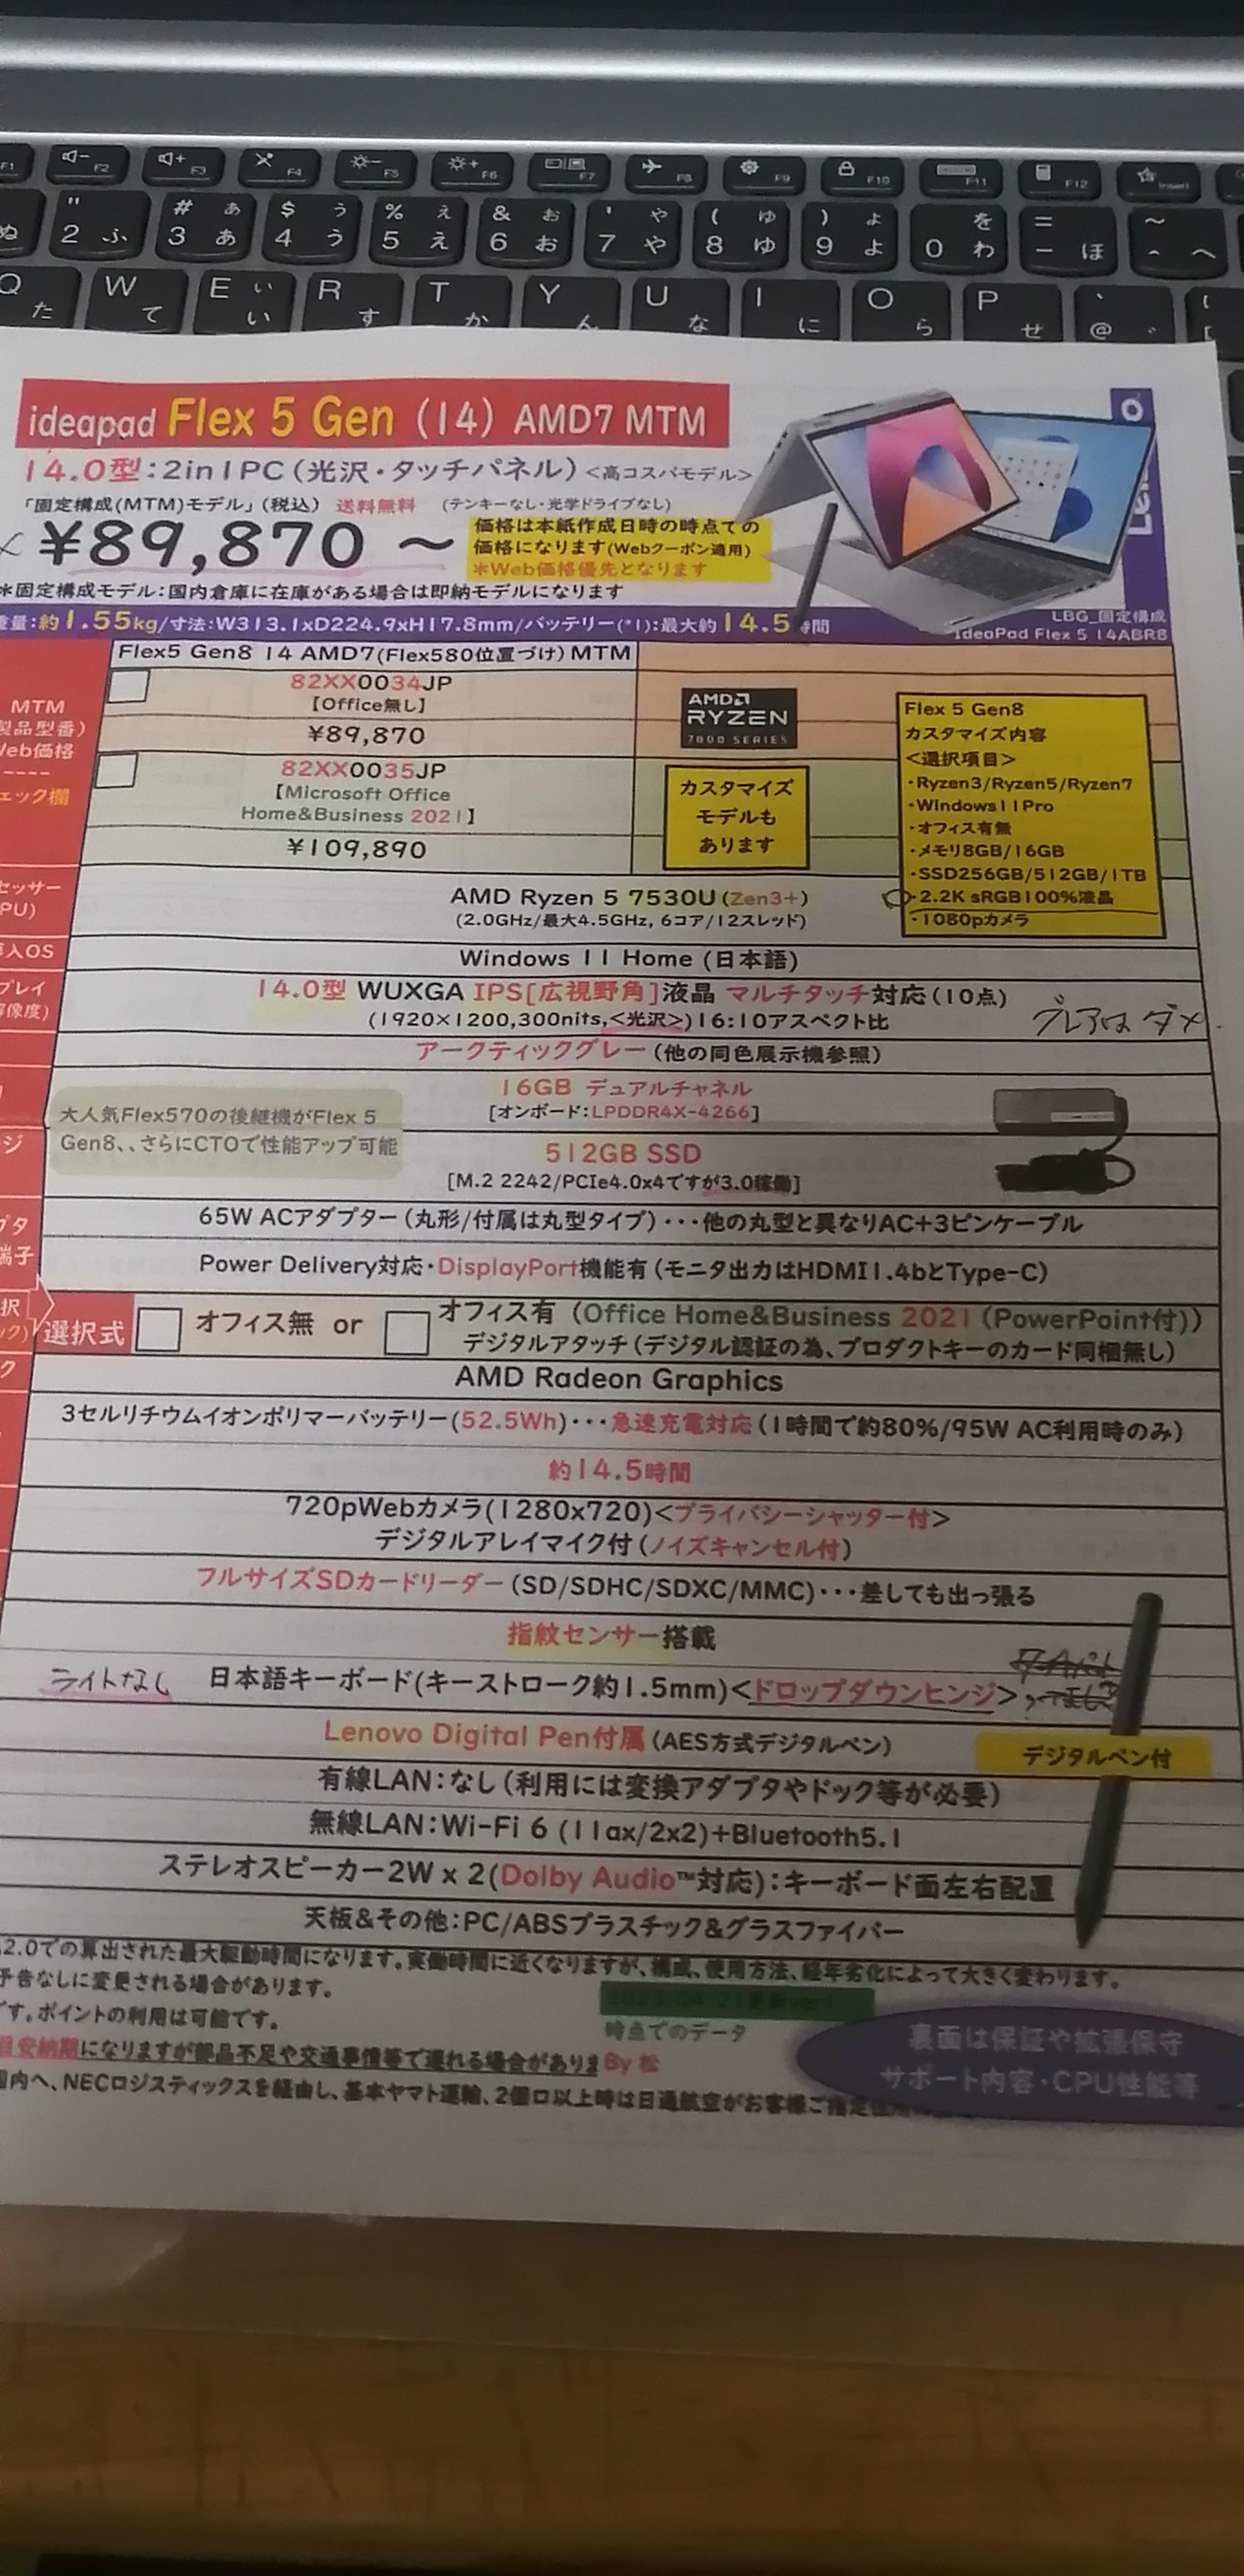 F1 F2 F3 F4 F5 F6 F7 F8 F9 F10 F11 F12 Insert
ぬ " 2 ふ # ぁ 3 あ $ ぅ 4 う % ぇ 5 え & ぉ 6 お ' ゃ 7 や ( ゅ 8 ゆ ) ょ 9 よ を 0 わ = - ほ ~ ^ へ
Q た W て E ぃ い R す T か Y ん U な I に O ら P せ ` @ ゛ [
ideapad Flex 5 Gen (14) AMD7 MTM
14.0型:2in1PC(光沢・タッチパネル)<高コスパモデル>
「固定構成(MTM)モデル」(税込) 送料無料 (テンキーなし・光学ドライブなし)
¥89,870 ~
価格は本紙作成日時の時点での
価格になります(Webクーポン適用)
*Web価格優先となります
*固定構成モデル:国内倉庫に在庫がある場合は即納モデルになります
重量:約1.55kg/寸法:W313.1xD224.9xH17.8mm/バッテリー(*1):最大約14.5時間
LBG_固定構成
IdeaPad Flex 5 14ABR8
Flex5 Gen8 14 AMD7(Flex580位置づけ) MTM
MTM
製品型番)
Web価格
----
ェック欄
82XX0034JP
【Office無し】
¥89,870
82XX0035JP
【Microsoft Office
Home&Business 2021】
¥109,890
AMD
RYZEN
7000 SERIES
カスタマイズ
モデルも
あります
Flex 5 Gen8
カスタマイズ内容
<選択項目>
・Ryzen3/Ryzen5/Ryzen7
・Windows11Pro
・オフィス有無
・メモリ8GB/16GB
・SSD256GB/512GB/1TB
・2.2K sRGB100%液晶
・1080pカメラ
セッサー
PU)
AMD Ryzen 5 7530U(Zen3+)
(2.0GHz/最大4.5GHz, 6コア/12スレッド)
入OS
Windows 11 Home (日本語)
プレイ
像度)
14.0型 WUXGA IPS[広視野角]液晶 マルチタッチ対応(10点)
(1920×1200,300nits,<光沢>)16:10アスペクト比
グレアは ダメ
アークティックグレー(他の同色展示機参照)
16GB デュアルチャネル
[オンボード:LPDDR4X-4266]
大人気Flex570の後継機がFlex 5
Gen8、、さらにCTOで性能アップ可能
ジ
512GB SSD
[M.2 2242/PCIe4.0x4ですが3.0稼働]
プタ
65W ACアダプター(丸形/付属は丸型タイプ)・・・他の丸型と異なりAC+3ピンケーブル
端子
Power Delivery対応・DisplayPort機能有(モニタ出力はHDMI1.4bとType-C)
択
ック)
選択式
オフィス無 or
オフィス有 (Office Home&Business 2021 (PowerPoint付))
デジタルアタッチ(デジタル認証の為、プロダクトキーのカード同梱無し)
ク
AMD Radeon Graphics
3セルリチウムイオンポリマーバッテリー(52.5Wh)・・・急速充電対応(1時間で約80%/95W AC利用時のみ)
約14.5時間
720pWebカメラ(1280x720)<プライバシーシャッター付>
デジタルアレイマイク付(ノイズキャンセル付)
フルサイズSDカードリーダー(SD/SDHC/SDXC/MMC)・・・差しても出っ張る
指紋センサー搭載
ライトなし
日本語キーボード(キーストローク約1.5mm)<ドロップダウンヒンジ>
Lenovo Digital Pen付属(AES方式デジタルペン)
デジタルペン付
有線LAN:なし(利用には変換アダプタやドック等が必要)
無線LAN:Wi-Fi 6 (11ax/2x2)+Bluetooth5.1
ステレオスピーカー2W x 2(Dolby Audio™対応):キーボード面左右配置
天板&その他:PC/ABSプラスチック&グラスファイバー
2.0での算出された最大駆動時間になります。実働時間に近くなりますが、構成、使用方法、経年劣化によって大きく変わります。
予告なしに変更される場合があります。
す。ポイントの利用は可能です。
時点でのデータ
目安納期になりますが部品不足や交通事情等で遅れる場合がありま
By 松
国内へ、NECロジスティックスを経由し、基本ヤマト運輸、2個口以上時は日通航空がお客様ご指定
裏面は保証や拡張保守
サポート内容・CPU性能等